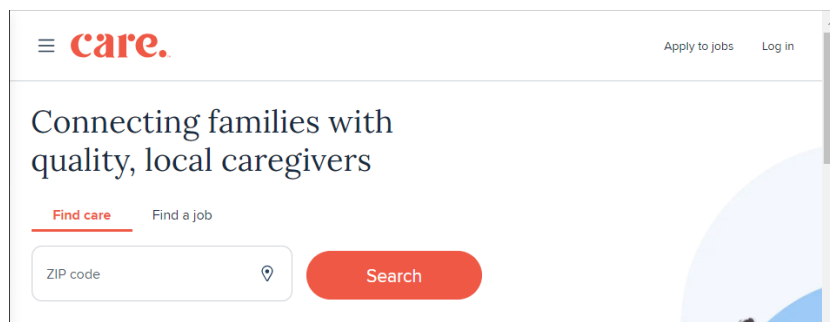 care.
Apply to jobs
Log in
Connecting families with
quality, local caregivers
Find care
Find a job
ZIP code
Search